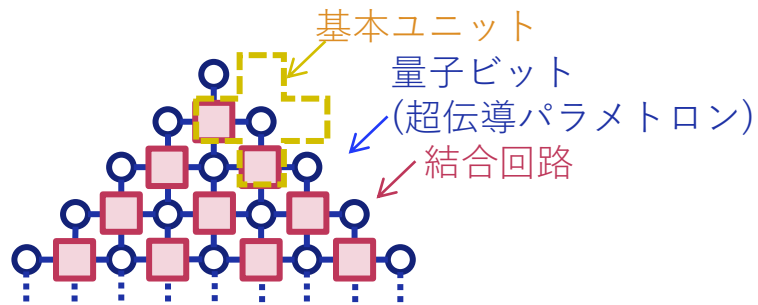 基本ユニット
量子ビット
(超伝導パラメトロン)
結合回路